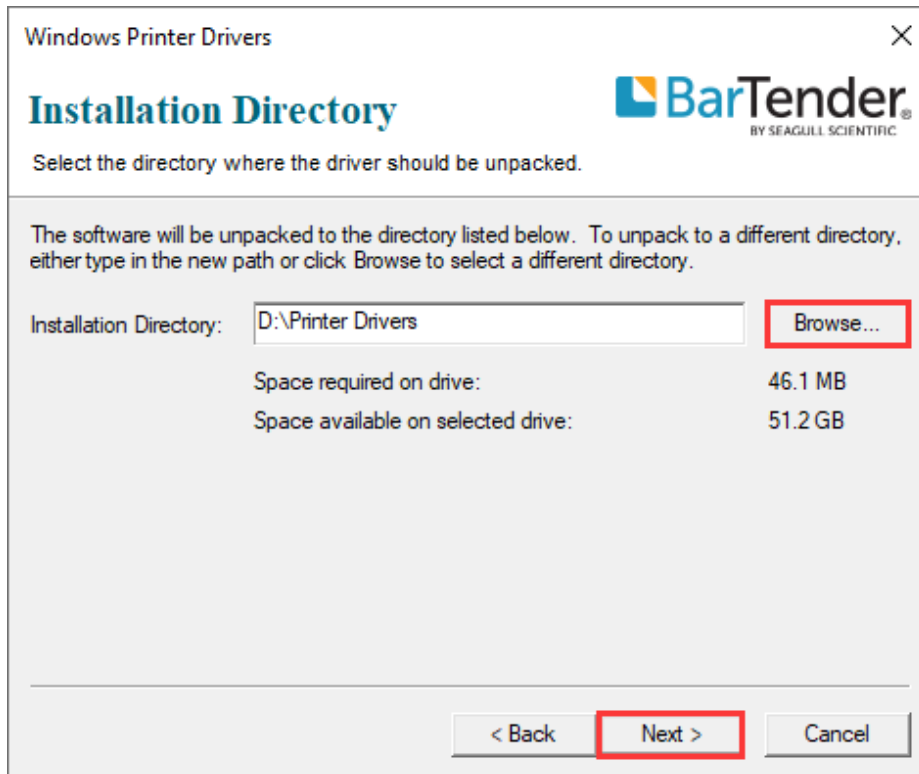 Windows Printer Drivers
Installation Directory
BarTender®
BY SEAGULL SCIENTIFIC
Select the directory where the driver should be unpacked.
The software will be unpacked to the directory listed below.  To unpack to a different directory,
either type in the new path or click Browse to select a different directory.
Installation Directory: D:\Printer Drivers Browse...
Space required on drive: 46.1 MB
Space available on selected drive: 51.2 GB
< Back Next > Cancel